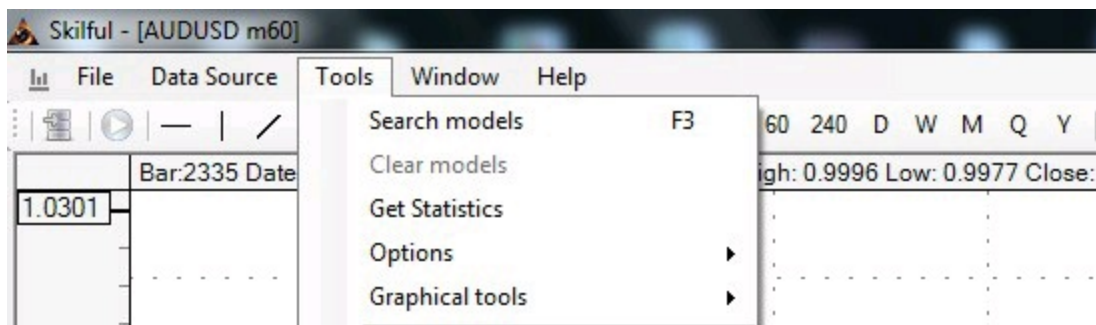 Skilful - [AUDUSD m60]
File Data Source Tools Window Help
Search models F3 60 240 D W M Q Y
Bar:2335 Date Clear models igh: 0.9996 Low: 0.9977 Close:
1.0301 Get Statistics
Options
Graphical tools